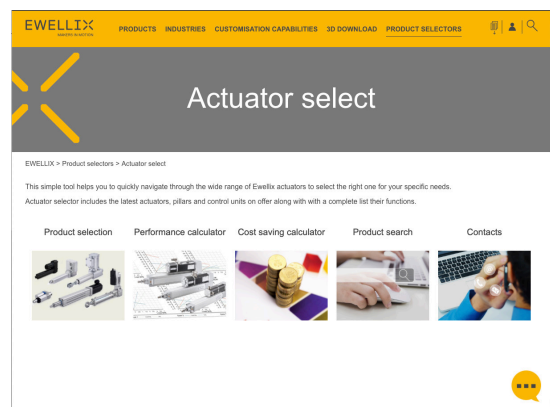 EWELLIX
MAKERS IN MOTION
PRODUCTS INDUSTRIES CUSTOMISATION CAPABILITIES 3D DOWNLOAD PRODUCT SELECTORS
Actuator select
EWELLIX > Product selectors > Actuator select
This simple tool helps you to quickly navigate through the wide range of Ewellix actuators to select the right one for your specific needs.
Actuator selector includes the latest actuators, pillars and control units on offer along with with a complete list their functions.
Product selection Performance calculator Cost saving calculator Product search Contacts